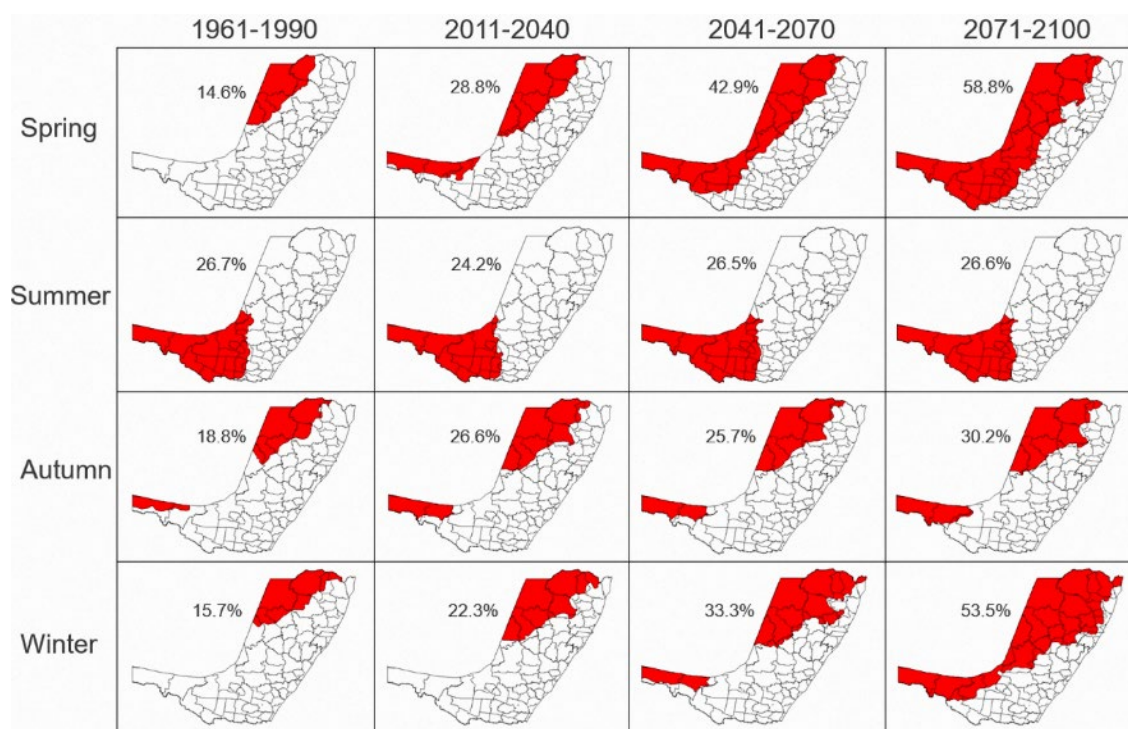 1961-1990 2011-2040 2041-2070 2071-2100
Spring 14.6% 28.8% 42.9% 58.8%
Summer 26.7% 24.2% 26.5% 26.6%
Autumn 18.8% 26.6% 25.7% 30.2%
Winter 15.7% 22.3% 33.3% 53.5%